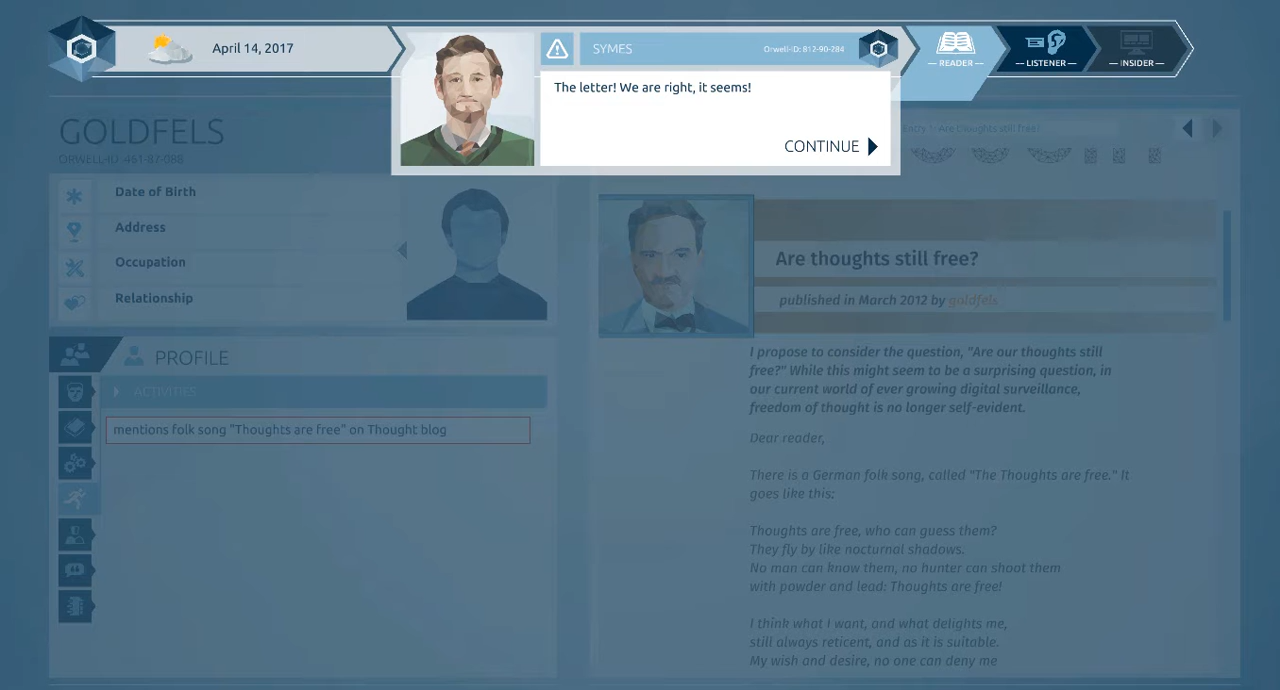 April 14, 2017
SYMES
Orwell-ID: 812-90-284
The letter! We are right, it seems!
CONTINUE
— READER —
— LISTENER —
— INSIDER —
GOLDFELS
ORWELL-ID: 461-87-088
Date of Birth
Address
Occupation
Relationship
PROFILE
ACTIVITIES
mentions folk song "Thoughts are free" on Thought blog
Are thoughts still free?
published in March 2012 by goldfels
I propose to consider the question, "Are our thoughts still
free?" While this might seem to be a surprising question, in
our current world of ever growing digital surveillance,
freedom of thought is no longer self-evident.
Dear reader,
There is a German folk song, called "The Thoughts are free." It
goes like this:
Thoughts are free, who can guess them?
They fly by like nocturnal shadows.
No man can know them, no hunter can shoot them
with powder and lead: Thoughts are free!
I think what I want, and what delights me,
still always reticent, and as it is suitable.
My wish and desire, no one can deny me